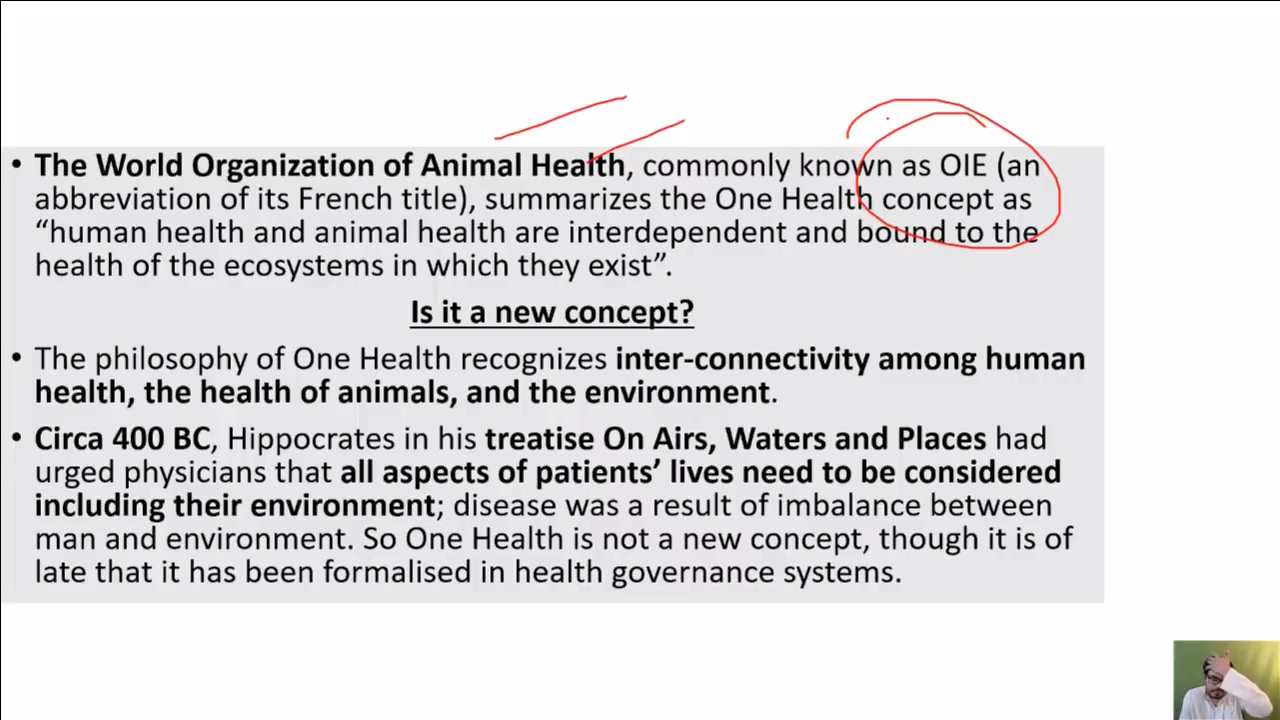 • The World Organization of Animal Health, commonly known as OIE (an
abbreviation of its French title), summarizes the One Health concept as
“human health and animal health are interdependent and bound to the
health of the ecosystems in which they exist”.
Is it a new concept?
• The philosophy of One Health recognizes inter-connectivity among human
health, the health of animals, and the environment.
• Circa 400 BC, Hippocrates in his treatise On Airs, Waters and Places had
urged physicians that all aspects of patients’ lives need to be considered
including their environment; disease was a result of imbalance between
man and environment. So One Health is not a new concept, though it is of
late that it has been formalised in health governance systems.